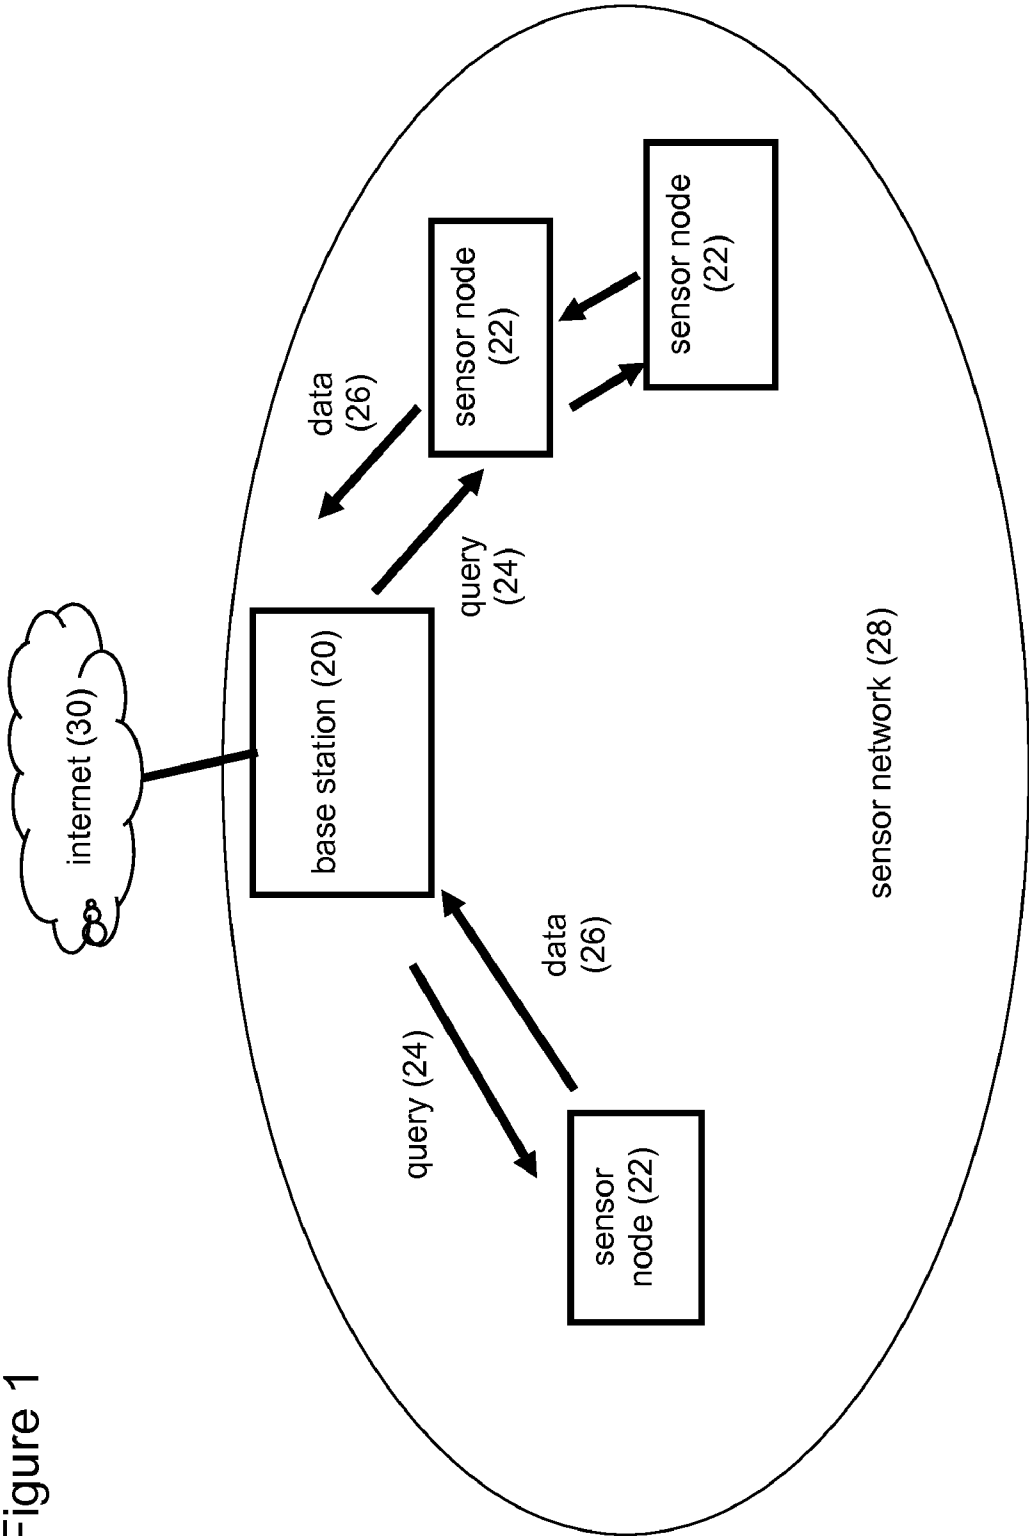 Figure 1
internet (30)
base station (20)
query (24)
data
(26)
sensor
node (22)
data
(26)
query
(24)
sensor node
(22)
sensor node
(22)
sensor network (28)